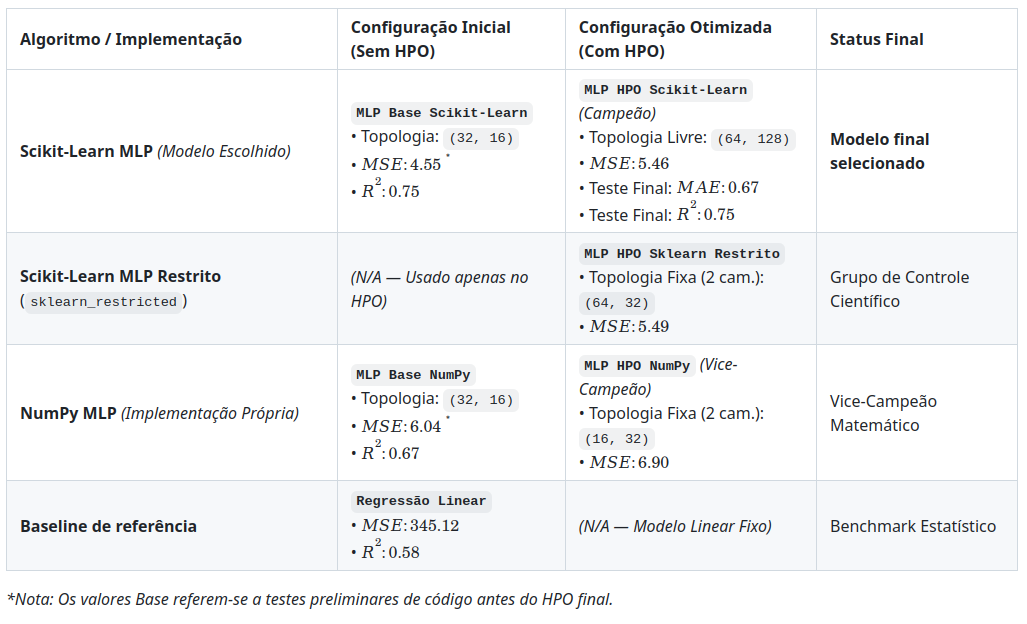 Algoritmo / Implementação
Configuração Inicial
(Sem HPO)
Configuração Otimizada
(Com HPO)
Status Final
Scikit-Learn MLP (Modelo Escolhido)
MLP Base Scikit-Learn
• Topologia: (32, 16)
• MSE: 4.55 *
• R²: 0.75
MLP HPO Scikit-Learn
(Campeão)
• Topologia Livre: (64, 128)
• MSE: 5.46
• Teste Final: MAE: 0.67
• Teste Final: R²: 0.75
Modelo final
selecionado
Scikit-Learn MLP Restrito
( sklearn_restricted )
(N/A — Usado apenas no
HPO)
MLP HPO Sklearn Restrito
• Topologia Fixa (2 cam.):
(64, 32)
• MSE: 5.49
Grupo de Controle
Científico
NumPy MLP (Implementação Própria)
MLP Base NumPy
• Topologia: (32, 16)
• MSE: 6.04 *
• R²: 0.67
MLP HPO NumPy (Vice-
Campeão)
• Topologia Fixa (2 cam.):
(16, 32)
• MSE: 6.90
Vice-Campeão
Matemático
Baseline de referência
Regressão Linear
• MSE: 345.12
• R²: 0.58
(N/A — Modelo Linear Fixo)
Benchmark Estatístico
*Nota: Os valores Base referem-se a testes preliminares de código antes do HPO final.